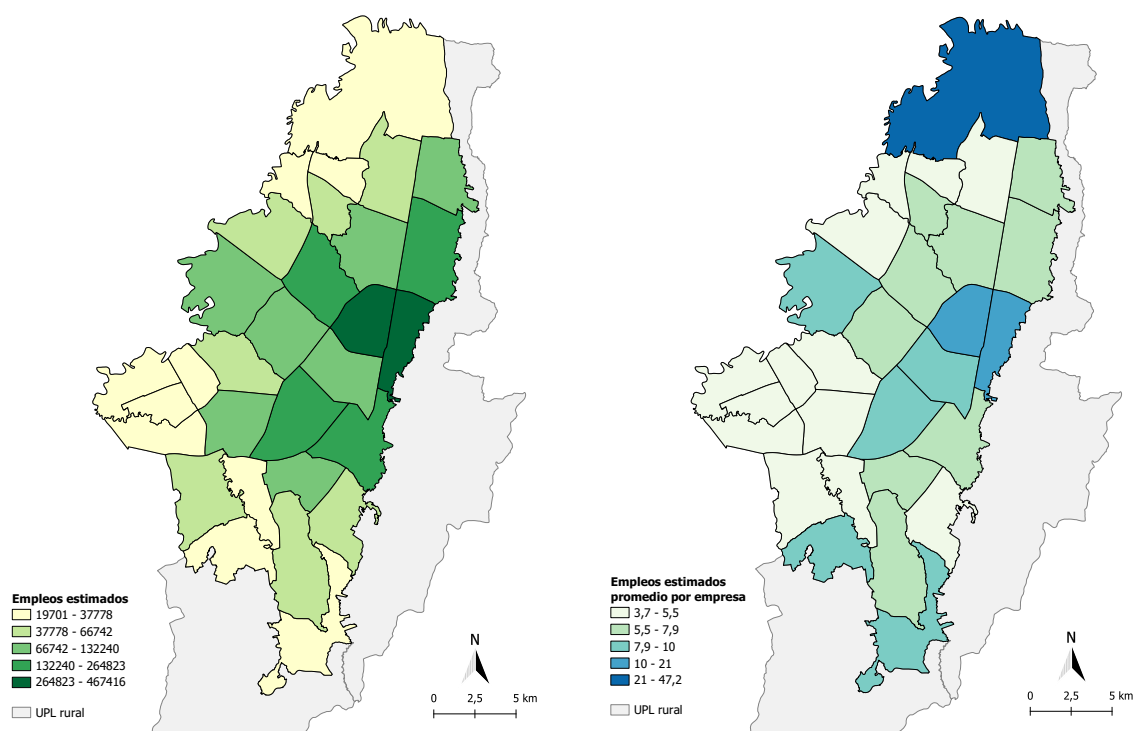 Empleos estimados
19701 - 37778
37778 - 66742
66742 - 132240
132240 - 264823
264823 - 467416
UPL rural
N
0 2,5 5 km
Empleos estimados
promedio por empresa
3,7 - 5,5
5,5 - 7,9
7,9 - 10
10 - 21
21 - 47,2
UPL rural
N
0 2,5 5 km